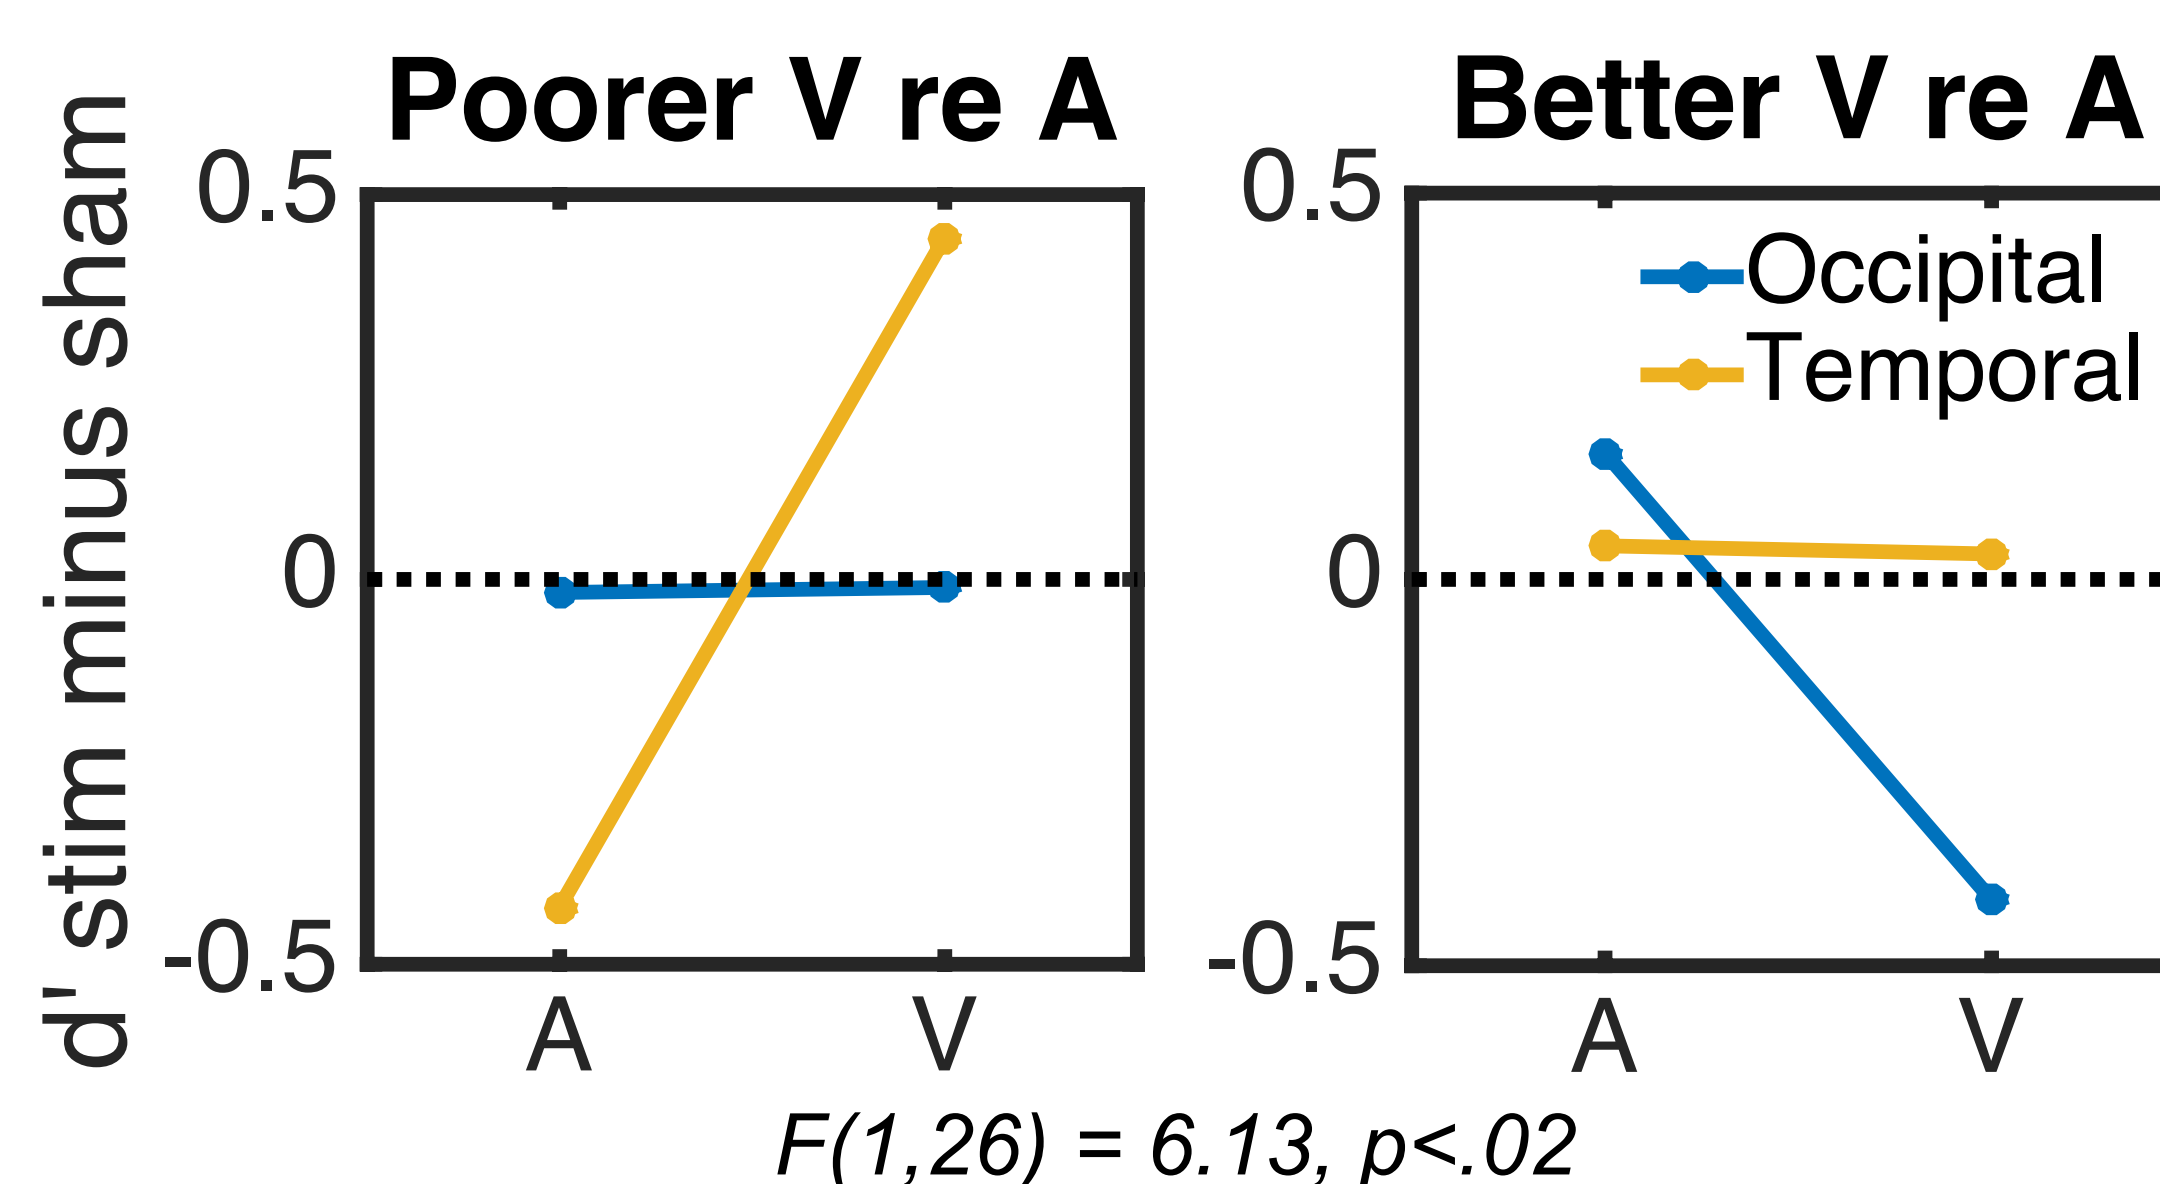 Poorer V re A
Better V re A
d' stim minus sham
0.5
0
-0.5
A V
0.5
0
-0.5
Occipital
Temporal
A V
F(1,26) = 6.13, p<.02